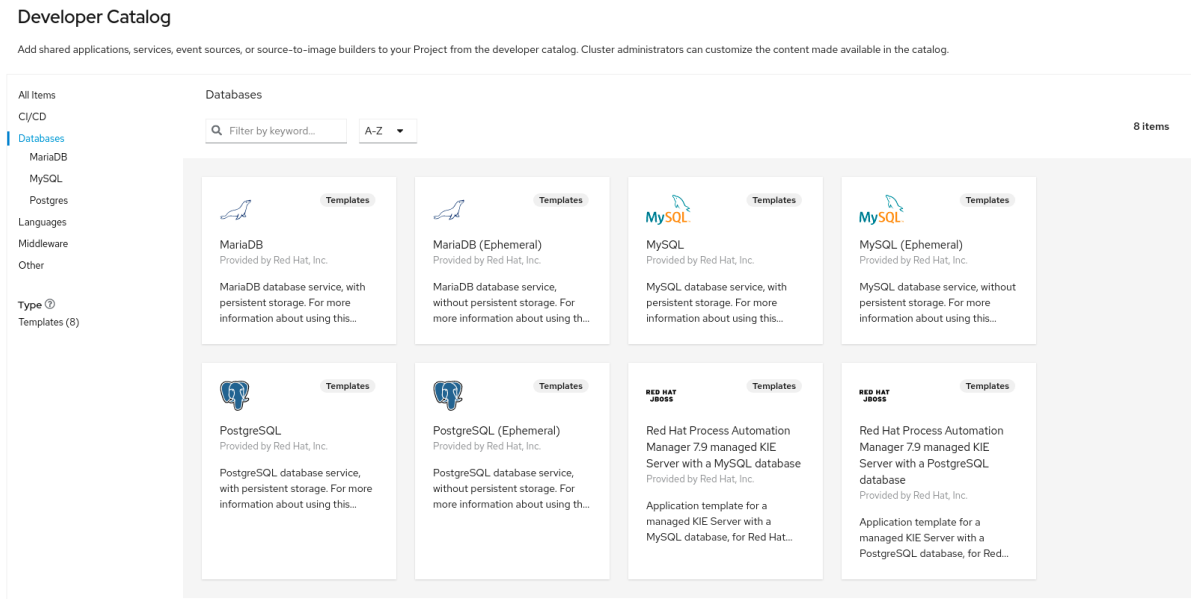 Developer Catalog
Add shared applications, services, event sources, or source-to-image builders to your Project from the developer catalog. Cluster administrators can customize the content made available in the catalog.
All Items
CI/CD
Databases
MariaDB
MySQL
Postgres
Languages
Middleware
Other
Type
Templates (8)
Databases
Filter by keyword...
A-Z
8 items
Templates
MariaDB
Provided by Red Hat, Inc.
MariaDB database service, with
persistent storage. For more
information about using this...
Templates
MariaDB (Ephemeral)
Provided by Red Hat, Inc.
MariaDB database service,
without persistent storage. For
more information about using th...
MySQL
Templates
MySQL
Provided by Red Hat, Inc.
MySQL database service, with
persistent storage. For more
information about using this...
MySQL
Templates
MySQL (Ephemeral)
Provided by Red Hat, Inc.
MySQL database service, without
persistent storage. For more
information about using this...
Templates
PostgreSQL
Provided by Red Hat, Inc.
PostgreSQL database service,
with persistent storage. For more
information about using this...
Templates
PostgreSQL (Ephemeral)
Provided by Red Hat, Inc.
PostgreSQL database service,
without persistent storage. For
more information about using th...
RED HAT
JBOSS
Templates
Red Hat Process Automation
Manager 7.9 managed KIE
Server with a MySQL database
Provided by Red Hat, Inc.
Application template for a
managed KIE Server with a
MySQL database, for Red Hat...
RED HAT
JBOSS
Templates
Red Hat Process Automation
Manager 7.9 managed KIE
Server with a PostgreSQL
database
Provided by Red Hat, Inc.
Application template for a
managed KIE Server with a
PostgreSQL database, for Red...